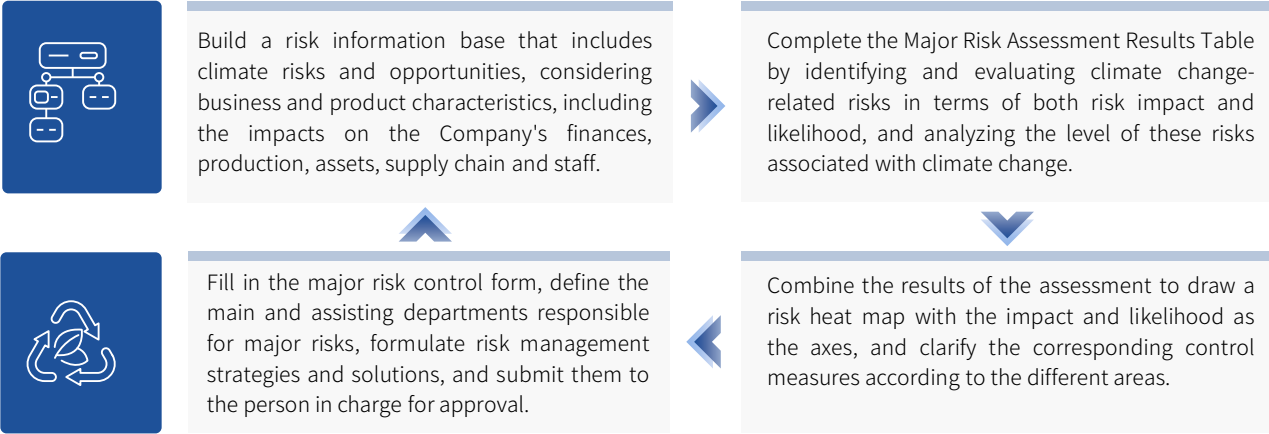 Build a risk information base that includes
climate risks and opportunities, considering
business and product characteristics, including
the impacts on the Company's finances,
production, assets, supply chain and staff.
Complete the Major Risk Assessment Results Table
by identifying and evaluating climate change-
related risks in terms of both risk impact and
likelihood, and analyzing the level of these risks
associated with climate change.
Combine the results of the assessment to draw a
risk heat map with the impact and likelihood as
the axes, and clarify the corresponding control
measures according to the different areas.
Fill in the major risk control form, define the
main and assisting departments responsible
for major risks, formulate risk management
strategies and solutions, and submit them to
the person in charge for approval.